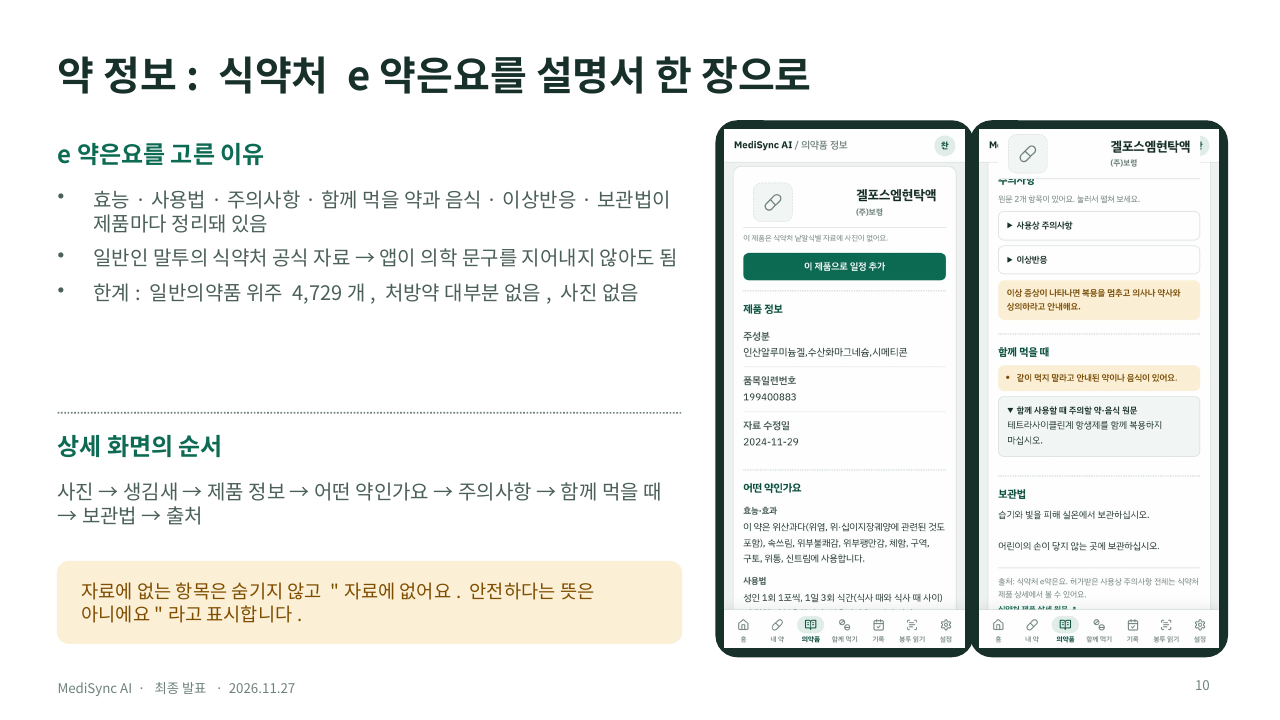 약 정보 : 식약처 e 약은요를 설명서 한 장으로
e 약은요를 고른 이유
• 효능 · 사용법 · 주의사항 · 함께 먹을 약과 음식 · 이상반응 · 보관법이
제품마다 정리돼 있음
• 일반인 말투의 식약처 공식 자료 → 앱이 의학 문구를 지어내지 않아도 됨
• 한계 : 일반의약품 위주 4,729 개 , 처방약 대부분 없음 , 사진 없음
상세 화면의 순서
사진 → 생김새 → 제품 정보 → 어떤 약인가요 → 주의사항 → 함께 먹을 때
→ 보관법 → 출처
자료에 없는 항목은 숨기지 않고 " 자료에 없어요 . 안전하다는 뜻은
아니에요 " 라고 표시합니다 .
MediSync AI / 의약품 정보
찬
겔포스엠현탁액
(주)보령
이 제품은 식약처 낱알식별 자료에 사진이 없어요.
이 제품으로 일정 추가
제품 정보
주성분
인산알루미늄겔,수산화마그네슘,시메티콘
품목일련번호
199400883
자료 수정일
2024-11-29
어떤 약인가요
효능·효과
이 약은 위산과다(위염, 위·십이지장궤양에 관련된 것도
포함), 속쓰림, 위부불쾌감, 위부팽만감, 체함, 구역,
구토, 위통, 신트림에 사용합니다.
사용법
성인 1회 1포씩, 1일 3회 식간(식사 때와 식사 때 사이)
홈 내 약 의약품 함께 먹기 기록 봉투 읽기 설정
겔포스엠현탁액
(주)보령
주의사항
원문 2개 항목이 있어요. 눌러서 펼쳐 보세요.
▶ 사용상 주의사항
▶ 이상반응
이상 증상이 나타나면 복용을 멈추고 의사나 약사와
상의하라고 안내해요.
함께 먹을 때
• 같이 먹지 말라고 안내된 약이나 음식이 있어요.
▼ 함께 사용할 때 주의할 약·음식 원문
테트라사이클린계 항생제를 함께 복용하지
마십시오.
보관법
습기와 빛을 피해 실온에서 보관하십시오.
어린이의 손이 닿지 않는 곳에 보관하십시오.
출처: 식약처 e약은요. 허가받은 사용상 주의사항 전체는 식약처
제품 상세에서 볼 수 있어요.
식약처 제품 상세 원문
홈 내 약 의약품 함께 먹기 기록 봉투 읽기 설정
MediSync AI · 최종 발표 · 2026.11.27
10